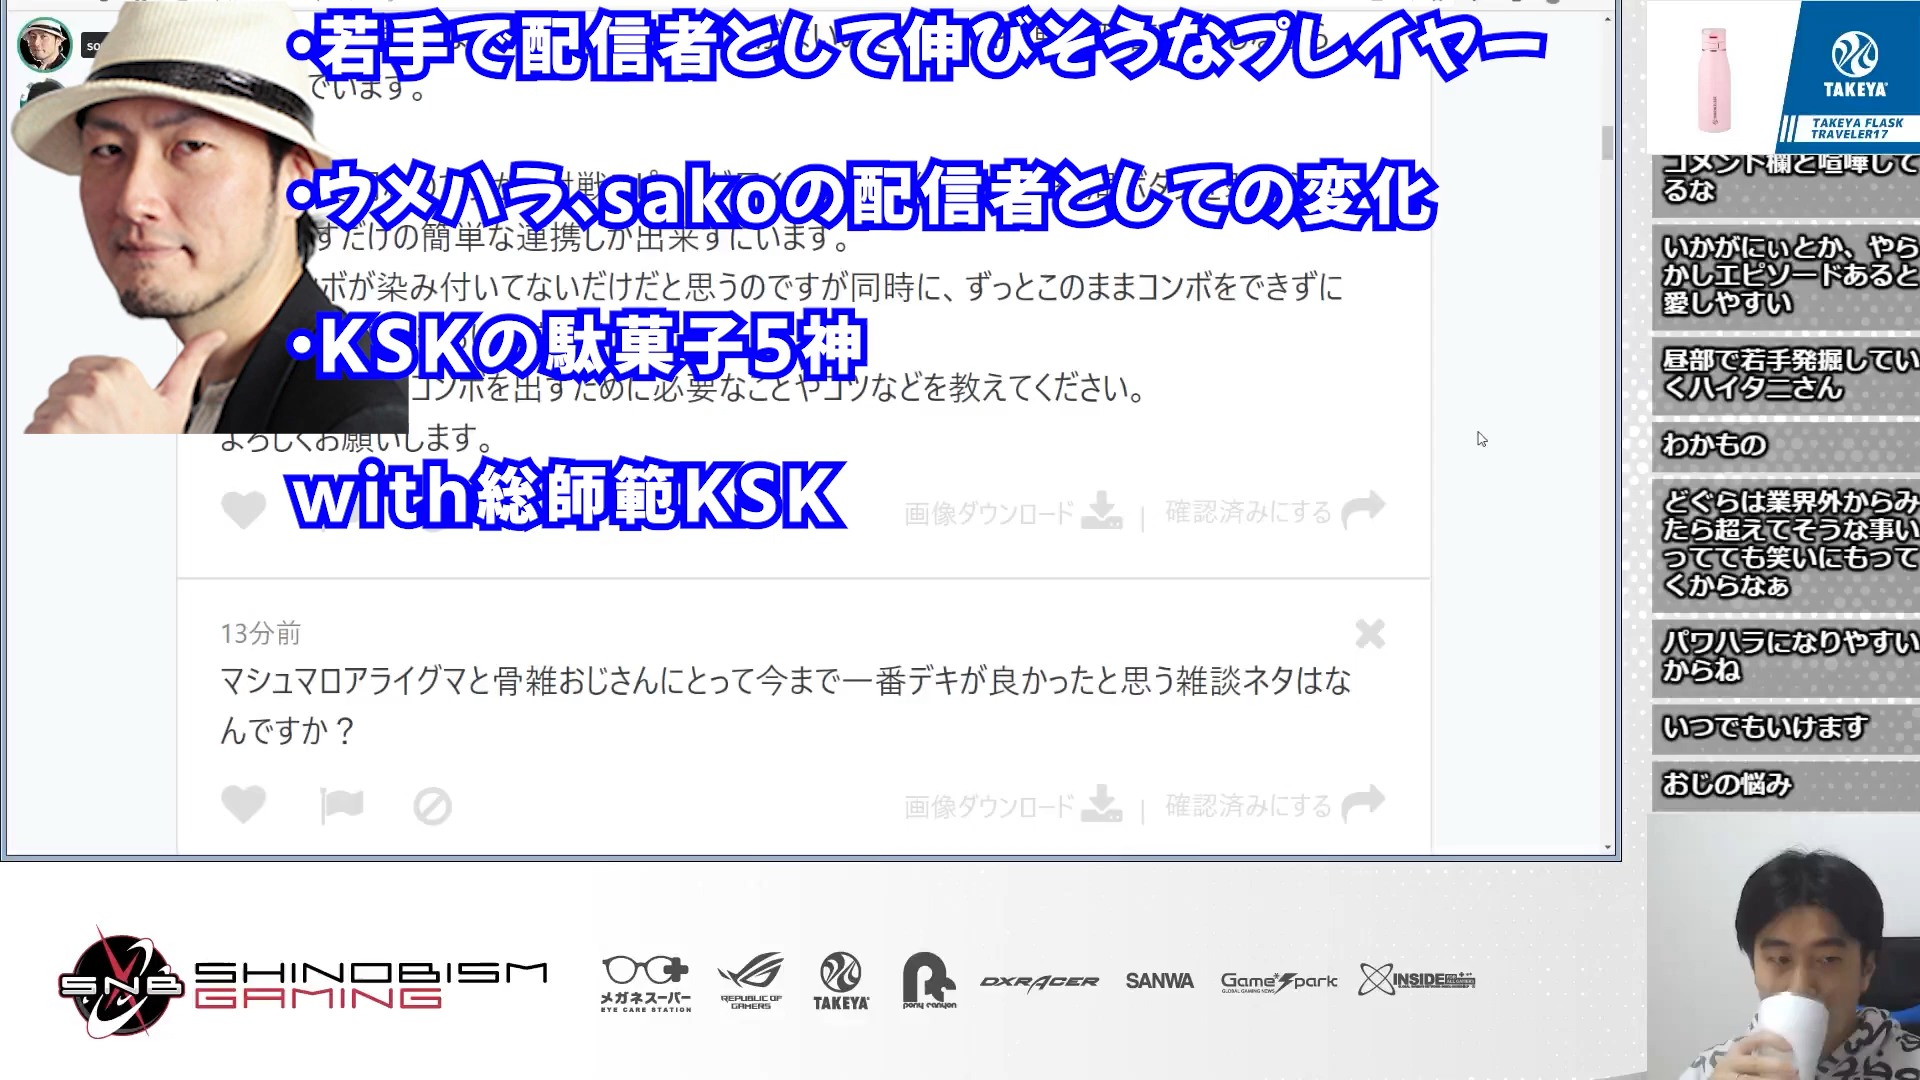 ・若手で配信者として伸びそうなプレイヤー
でいます。
・ウメハラ、sakoの配信者としての変化
すだけの簡単な連携しか出来ずにいます。
ボが染み付いてないだけだと思うのですが同時に、ずっとこのままコンボをできずに
・KSKの駄菓子5神
コンボを出すために必要なことやコツなどを教えてください。
よろしくお願いします。
with総師範KSK
画像ダウンロード | 確認済みにする
13分前
マシュマロアライグマと骨雑おじさんにとって今まで一番デキが良かったと思う雑談ネタはな
んですか？
画像ダウンロード | 確認済みにする
TAKEYA
TAKEYA FLASK
TRAVELER17
コメント欄と喧嘩して
るな
いかがにぃとか、やら
かしエピソードあると
愛しやすい
昼部で若手発掘してい
くハイタニさん
わかもの
どぐらは業界外からみ
たら超えてそうな事い
ってても笑いにもって
くからなぁ
パワハラになりやすい
からね
いつでもいけます
おじの悩み
SNB
SHINOBISM
GAMING
メガネスーパー
EYE CARE STATION
REPUBLIC OF
GAMERS
TAKEYA
pony canyon
DXRACER
SANWA
Game*Spark
GLOBAL GAMING NEWS
INSIDE